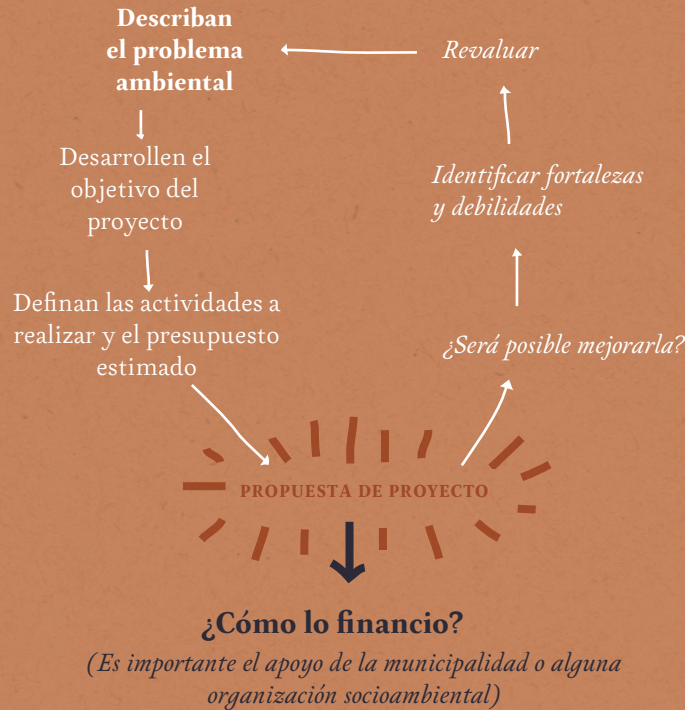 Describan
el problema
ambiental
Desarrollen el
objetivo del
proyecto
Definan las actividades a
realizar y el presupuesto
estimado
PROPUESTA DE PROYECTO
¿Será posible mejorarla?
Identificar fortalezas
y debilidades
Revaluar
¿Cómo lo financio?
(Es importante el apoyo de la municipalidad o alguna
organización socioambiental)